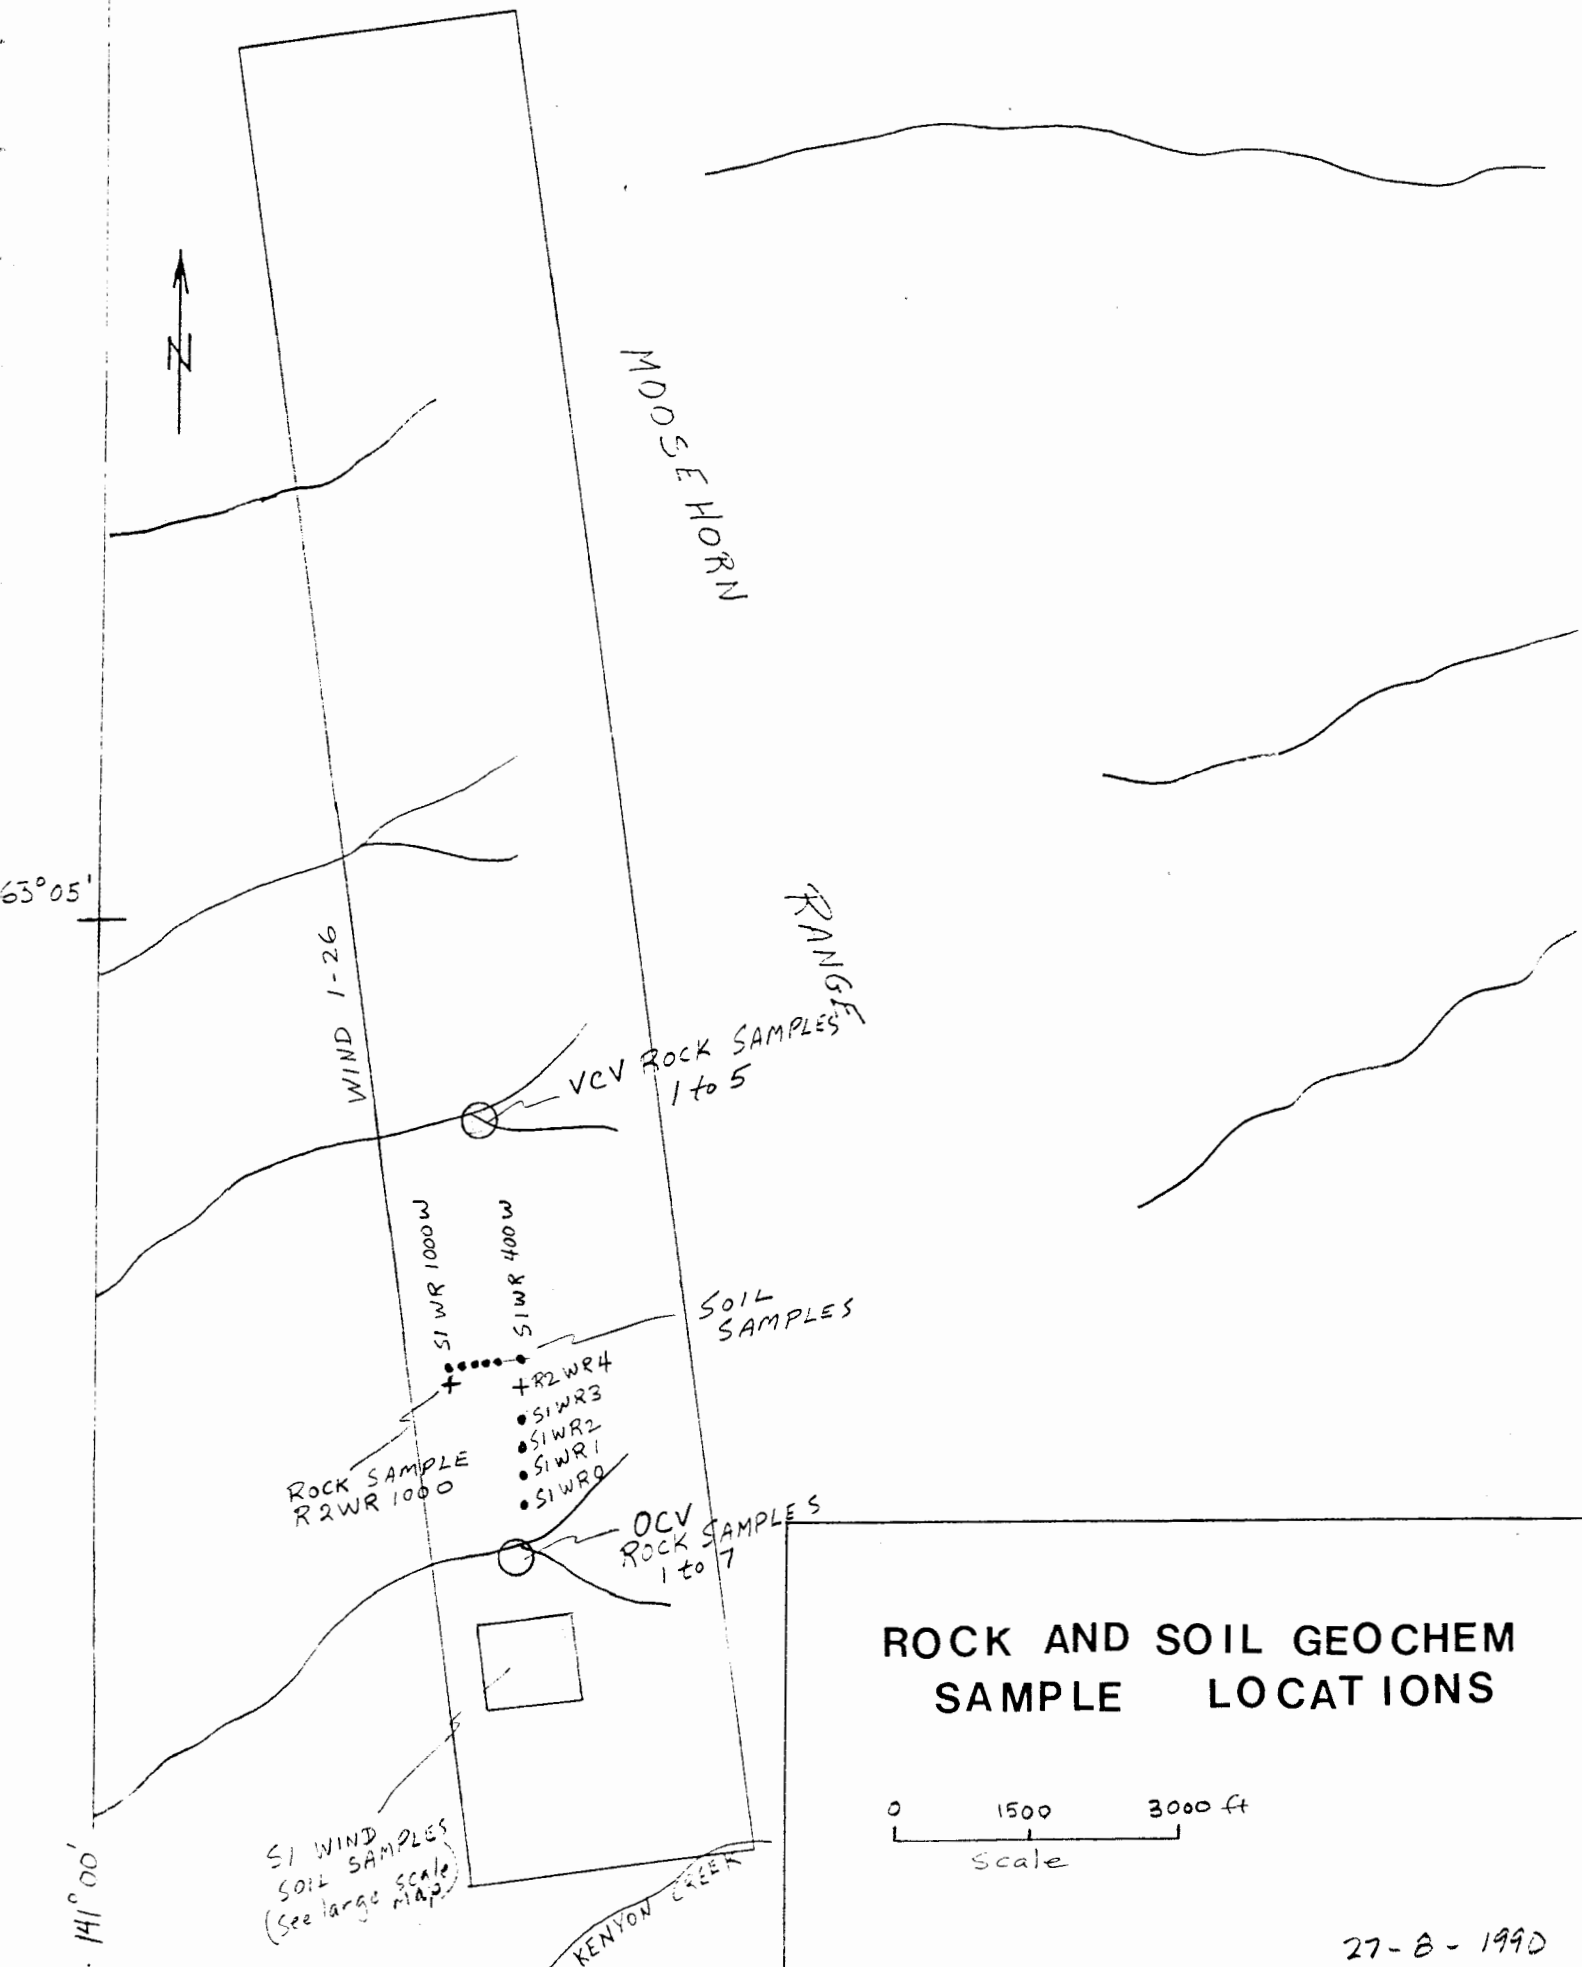 N
MOOSEHORN
RANGE
63°05'
WIND 1-26
VCV ROCK SAMPLES
1 to 5
S1 WR 1000W
S1WR 400W
SOIL
SAMPLES
R2WR4
S1WR3
S1WR2
S1WR1
S1WR0
ROCK SAMPLE
R2WR 1000
OCV
ROCK SAMPLES
1 to 7
S1 WIND
SOIL SAMPLES
(See large scale
map)
141°00'
KENYON CREEK
ROCK AND SOIL GEOCHEM
SAMPLE LOCATIONS
0 1500 3000 ft
Scale
27-8-1990